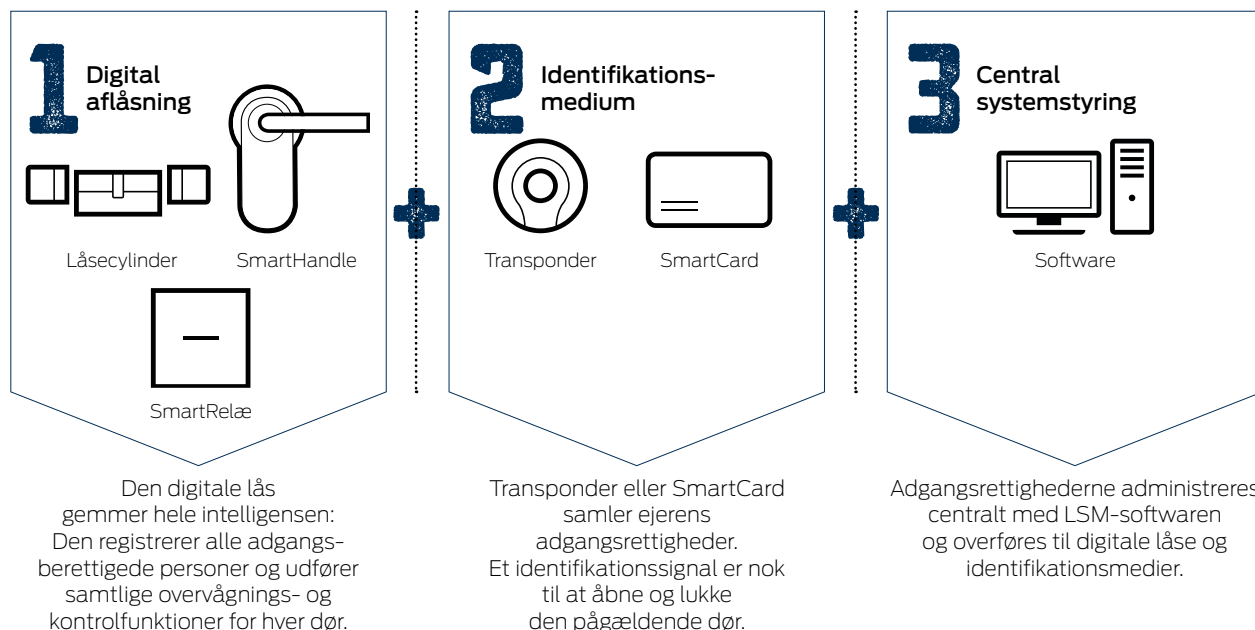 1
Digital
aflåsning
Låsecylinder
SmartHandle
SmartRelæ
Den digitale lås
gemmer hele intelligensen:
Den registrerer alle adgangs-
berettigede personer og udfører
samtlige overvågnings- og
kontrolfunktioner for hver dør.
+
2
Identifikations-
medium
Transponder
SmartCard
Transponder eller SmartCard
samler ejerens
adgangsrettigheder.
Et identifikationssignal er nok
til at åbne og lukke
den pågældende dør.
+
3
Central
systemstyring
Software
Adgangsrettighederne administreres
centralt med LSM-softwaren
og overføres til digitale låse og
identifikationsmedier.